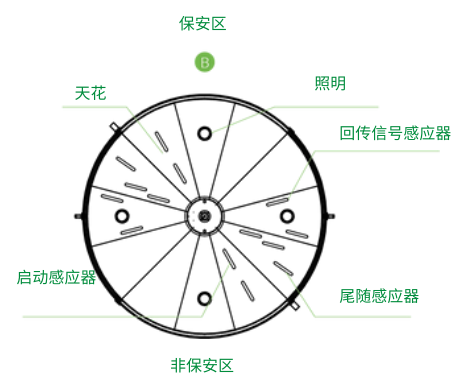 保安区
B
天花
照明
回传信号感应器
启动感应器
尾随感应器
非保安区